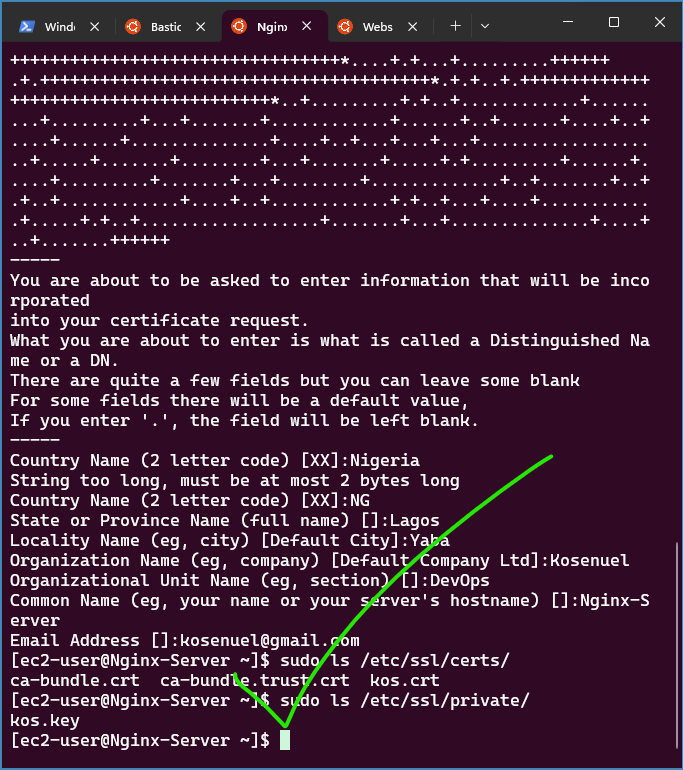 Windo
Bastic
Nginx
Webs
+++++++++++++++++++++++++++++++++*....+.+...+.........++++++
.+.+++++++++++++++++++++++++++++++++++++++*.+.+..+.+++++++++++++
++++++++++++++++++++++++++*..+.........+.+..+............+......
...+.........+...+.......+............+......+..+......+....+..+
....+......+..............+....+..+...+...+...+.................
..+.....+.......+........+...+.......+.....+.+.........+......+.
....+.........+.......+...+........+.............+..+.......+..+
.+..+............+....+..+............+.+..+...+....+...........
.+.....+.+..+..................+.......+...+..............+....+
..+.......++++++
-----
You are about to be asked to enter information that will be inco
rporated
into your certificate request.
What you are about to enter is what is called a Distinguished Na
me or a DN.
There are quite a few fields but you can leave some blank
For some fields there will be a default value,
If you enter '.', the field will be left blank.
-----
Country Name (2 letter code) [XX]:Nigeria
String too long, must be at most 2 bytes long
Country Name (2 letter code) [XX]:NG
State or Province Name (full name) []:Lagos
Locality Name (eg, city) [Default City]:Yaba
Organization Name (eg, company) [Default Company Ltd]:Kosenuel
Organizational Unit Name (eg, section) []:DevOps
Common Name (eg, your name or your server's hostname) []:Nginx-S
erver
Email Address []:kosenuel@gmail.com
[ec2-user@Nginx-Server ~]$ sudo ls /etc/ssl/certs/
ca-bundle.crt  ca-bundle.trust.crt  kos.crt
[ec2-user@Nginx-Server ~]$ sudo ls /etc/ssl/private/
kos.key
[ec2-user@Nginx-Server ~]$